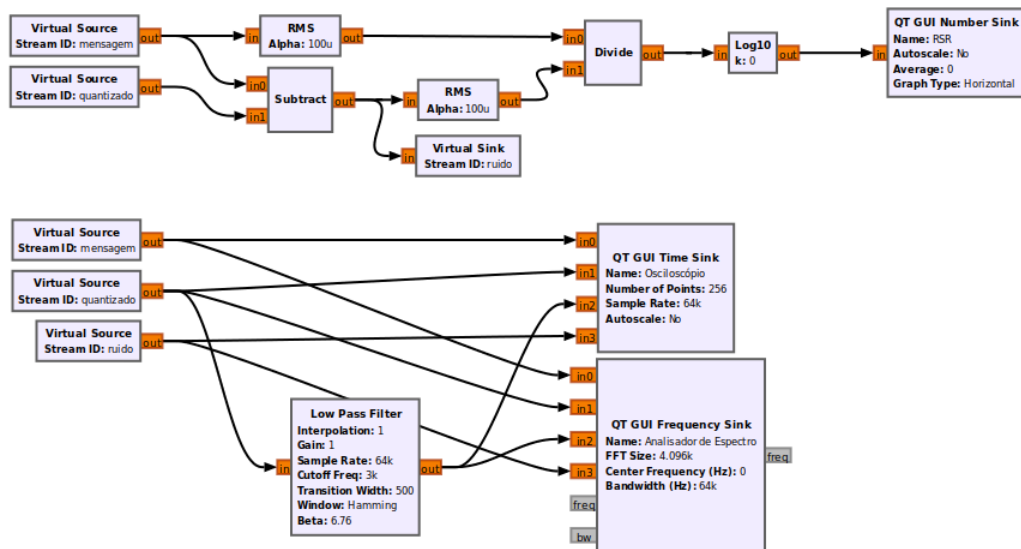 Virtual Source
Stream ID: mensagem
out
Virtual Source
Stream ID: quantizado
out
in
RMS
Alpha: 100u
out
in0
in1
Subtract
out
in
RMS
Alpha: 100u
out
in
Virtual Sink
Stream ID: ruido
in0
in1
Divide
out
in
Log10
k: 0
out
in
QT GUI Number Sink
Name: RSR
Autoscale: No
Average: 0
Graph Type: Horizontal
Virtual Source
Stream ID: mensagem
out
Virtual Source
Stream ID: quantizado
out
Virtual Source
Stream ID: ruido
out
in
Low Pass Filter
Interpolation: 1
Gain: 1
Sample Rate: 64k
Cutoff Freq: 3k
Transition Width: 500
Window: Hamming
Beta: 6.76
out
in0
in1
in2
in3
QT GUI Time Sink
Name: Osciloscópio
Number of Points: 256
Sample Rate: 64k
Autoscale: No
in0
in1
in2
in3
freq
bw
QT GUI Frequency Sink
Name: Analisador de Espectro
FFT Size: 4.096k
Center Frequency (Hz): 0
Bandwidth (Hz): 64k
freq